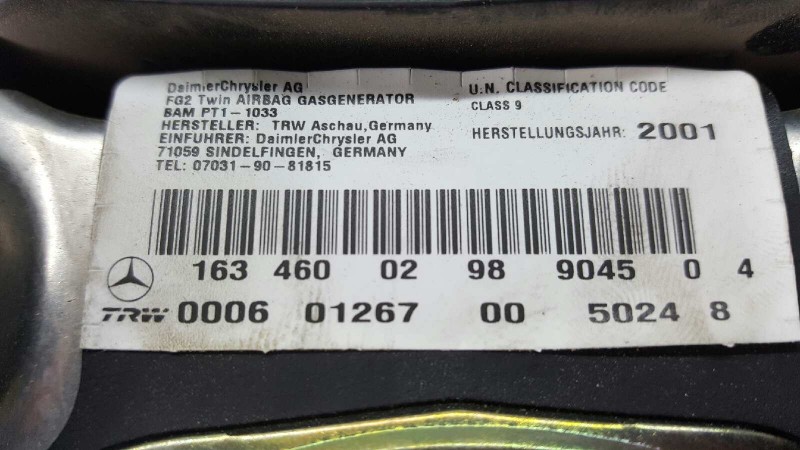 DaimlerChrysler AG
FG2 Twin AIRBAG GASGENERATOR
BAM PT1-1033
HERSTELLER: TRW Aschau,Germany
EINFUHRER: DaimlerChrysler AG
71059 SINDELFINGEN, GERMANY
TEL: 07031-90-81815
U.N. CLASSIFICATION CODE
CLASS 9
HERSTELLUNGSJAHR: 2001
163 460 02 98 9045 0 4
TRW 0006 01267 00 5024 8